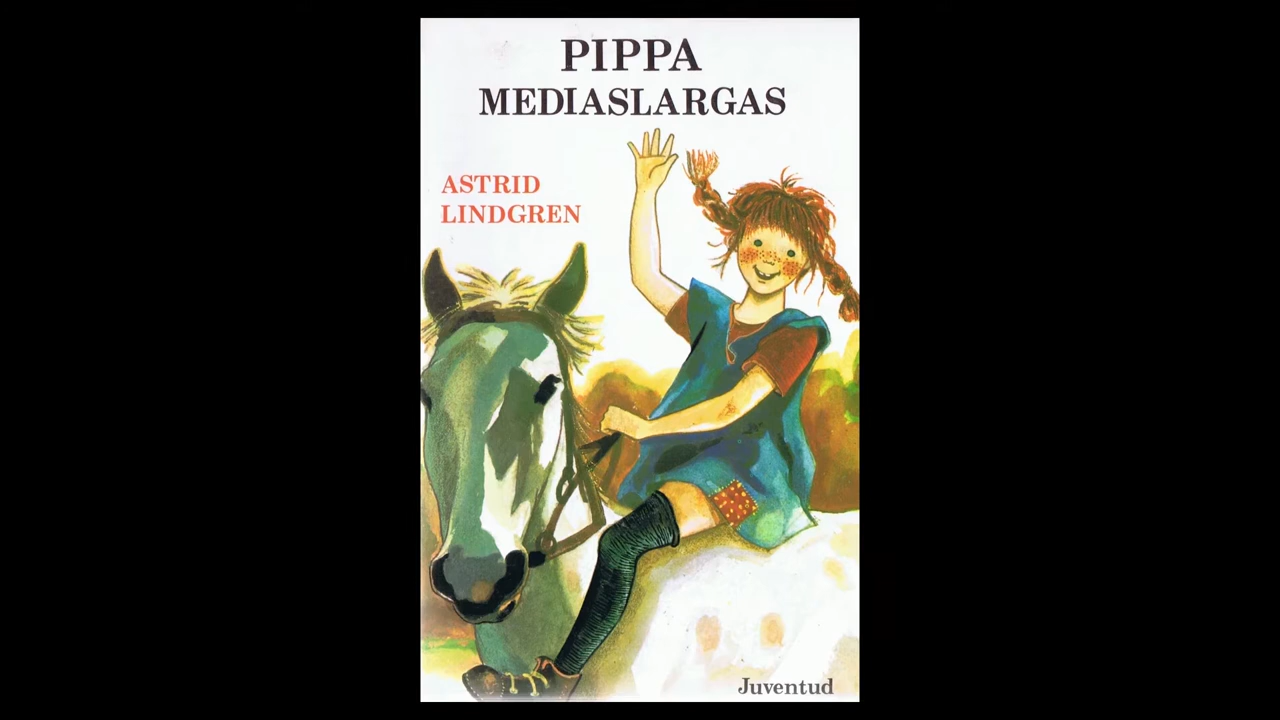 PIPPA
MEDIASLARGAS
ASTRID
LINDGREN
Juventud